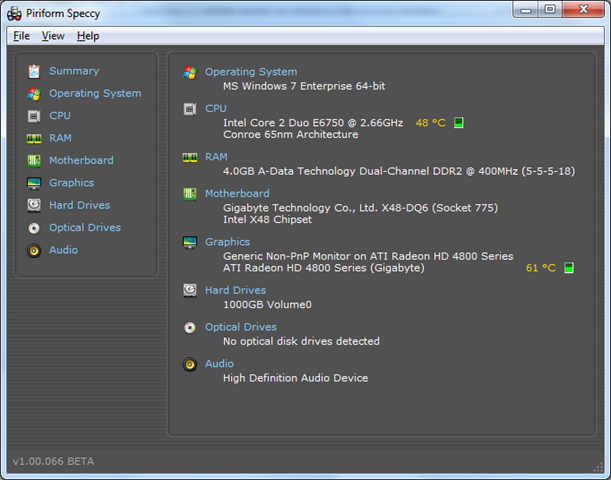 Piriform Speccy
File View Help
Summary
Operating System
CPU
RAM
Motherboard
Graphics
Hard Drives
Optical Drives
Audio
Operating System
MS Windows 7 Enterprise 64-bit
CPU
Intel Core 2 Duo E6750 @ 2.66GHz 48 °C
Conroe 65nm Architecture
RAM
4.0GB A-Data Technology Dual-Channel DDR2 @ 400MHz (5-5-5-18)
Motherboard
Gigabyte Technology Co., Ltd. X48-DQ6 (Socket 775)
Intel X48 Chipset
Graphics
Generic Non-PnP Monitor on ATI Radeon HD 4800 Series
ATI Radeon HD 4800 Series (Gigabyte) 61 °C
Hard Drives
1000GB Volume0
Optical Drives
No optical disk drives detected
Audio
High Definition Audio Device
v1.00.066 BETA